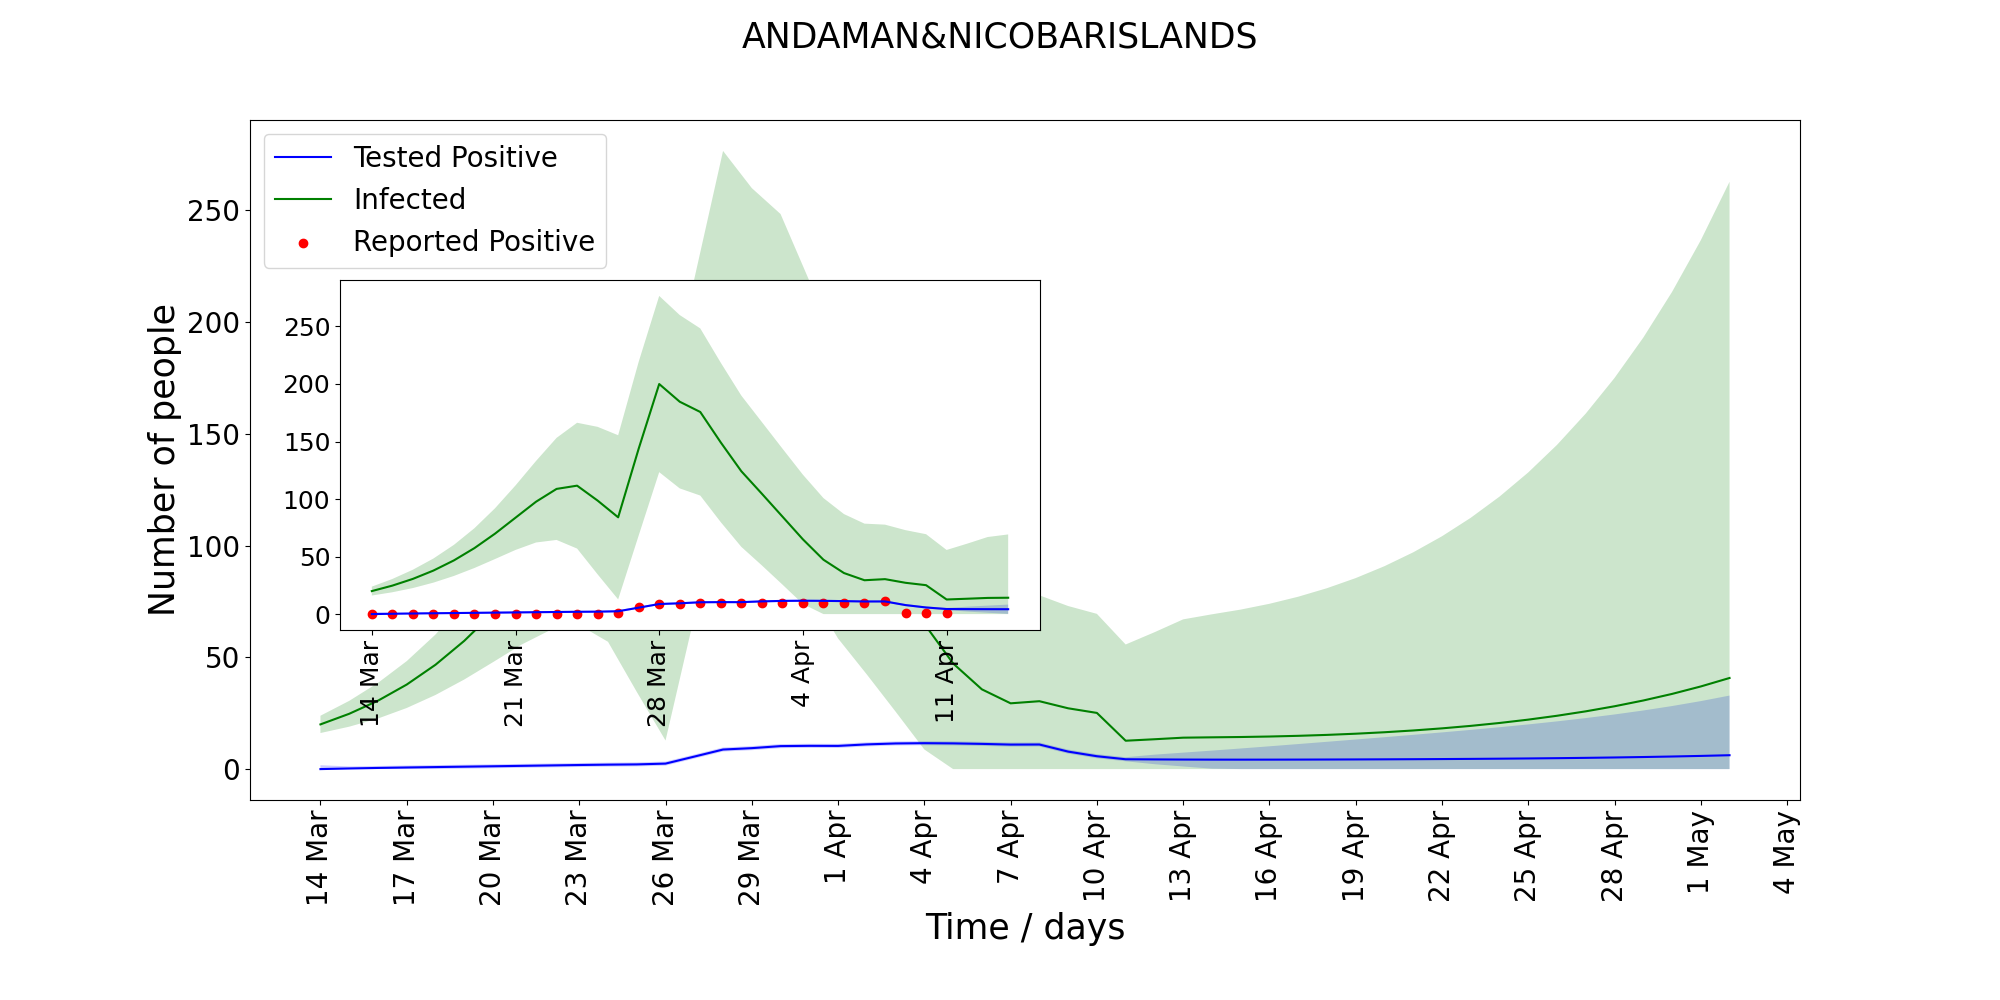 ANDAMAN&NICOBARISLANDS
Tested Positive
Infected
Reported Positive
Number of people
250
200
150
100
50
0
250
200
150
100
50
0
14 Mar
21 Mar
28 Mar
4 Apr
11 Apr
14 Mar
17 Mar
20 Mar
23 Mar
26 Mar
29 Mar
1 Apr
4 Apr
7 Apr
10 Apr
13 Apr
16 Apr
19 Apr
22 Apr
25 Apr
28 Apr
1 May
4 May
Time / days